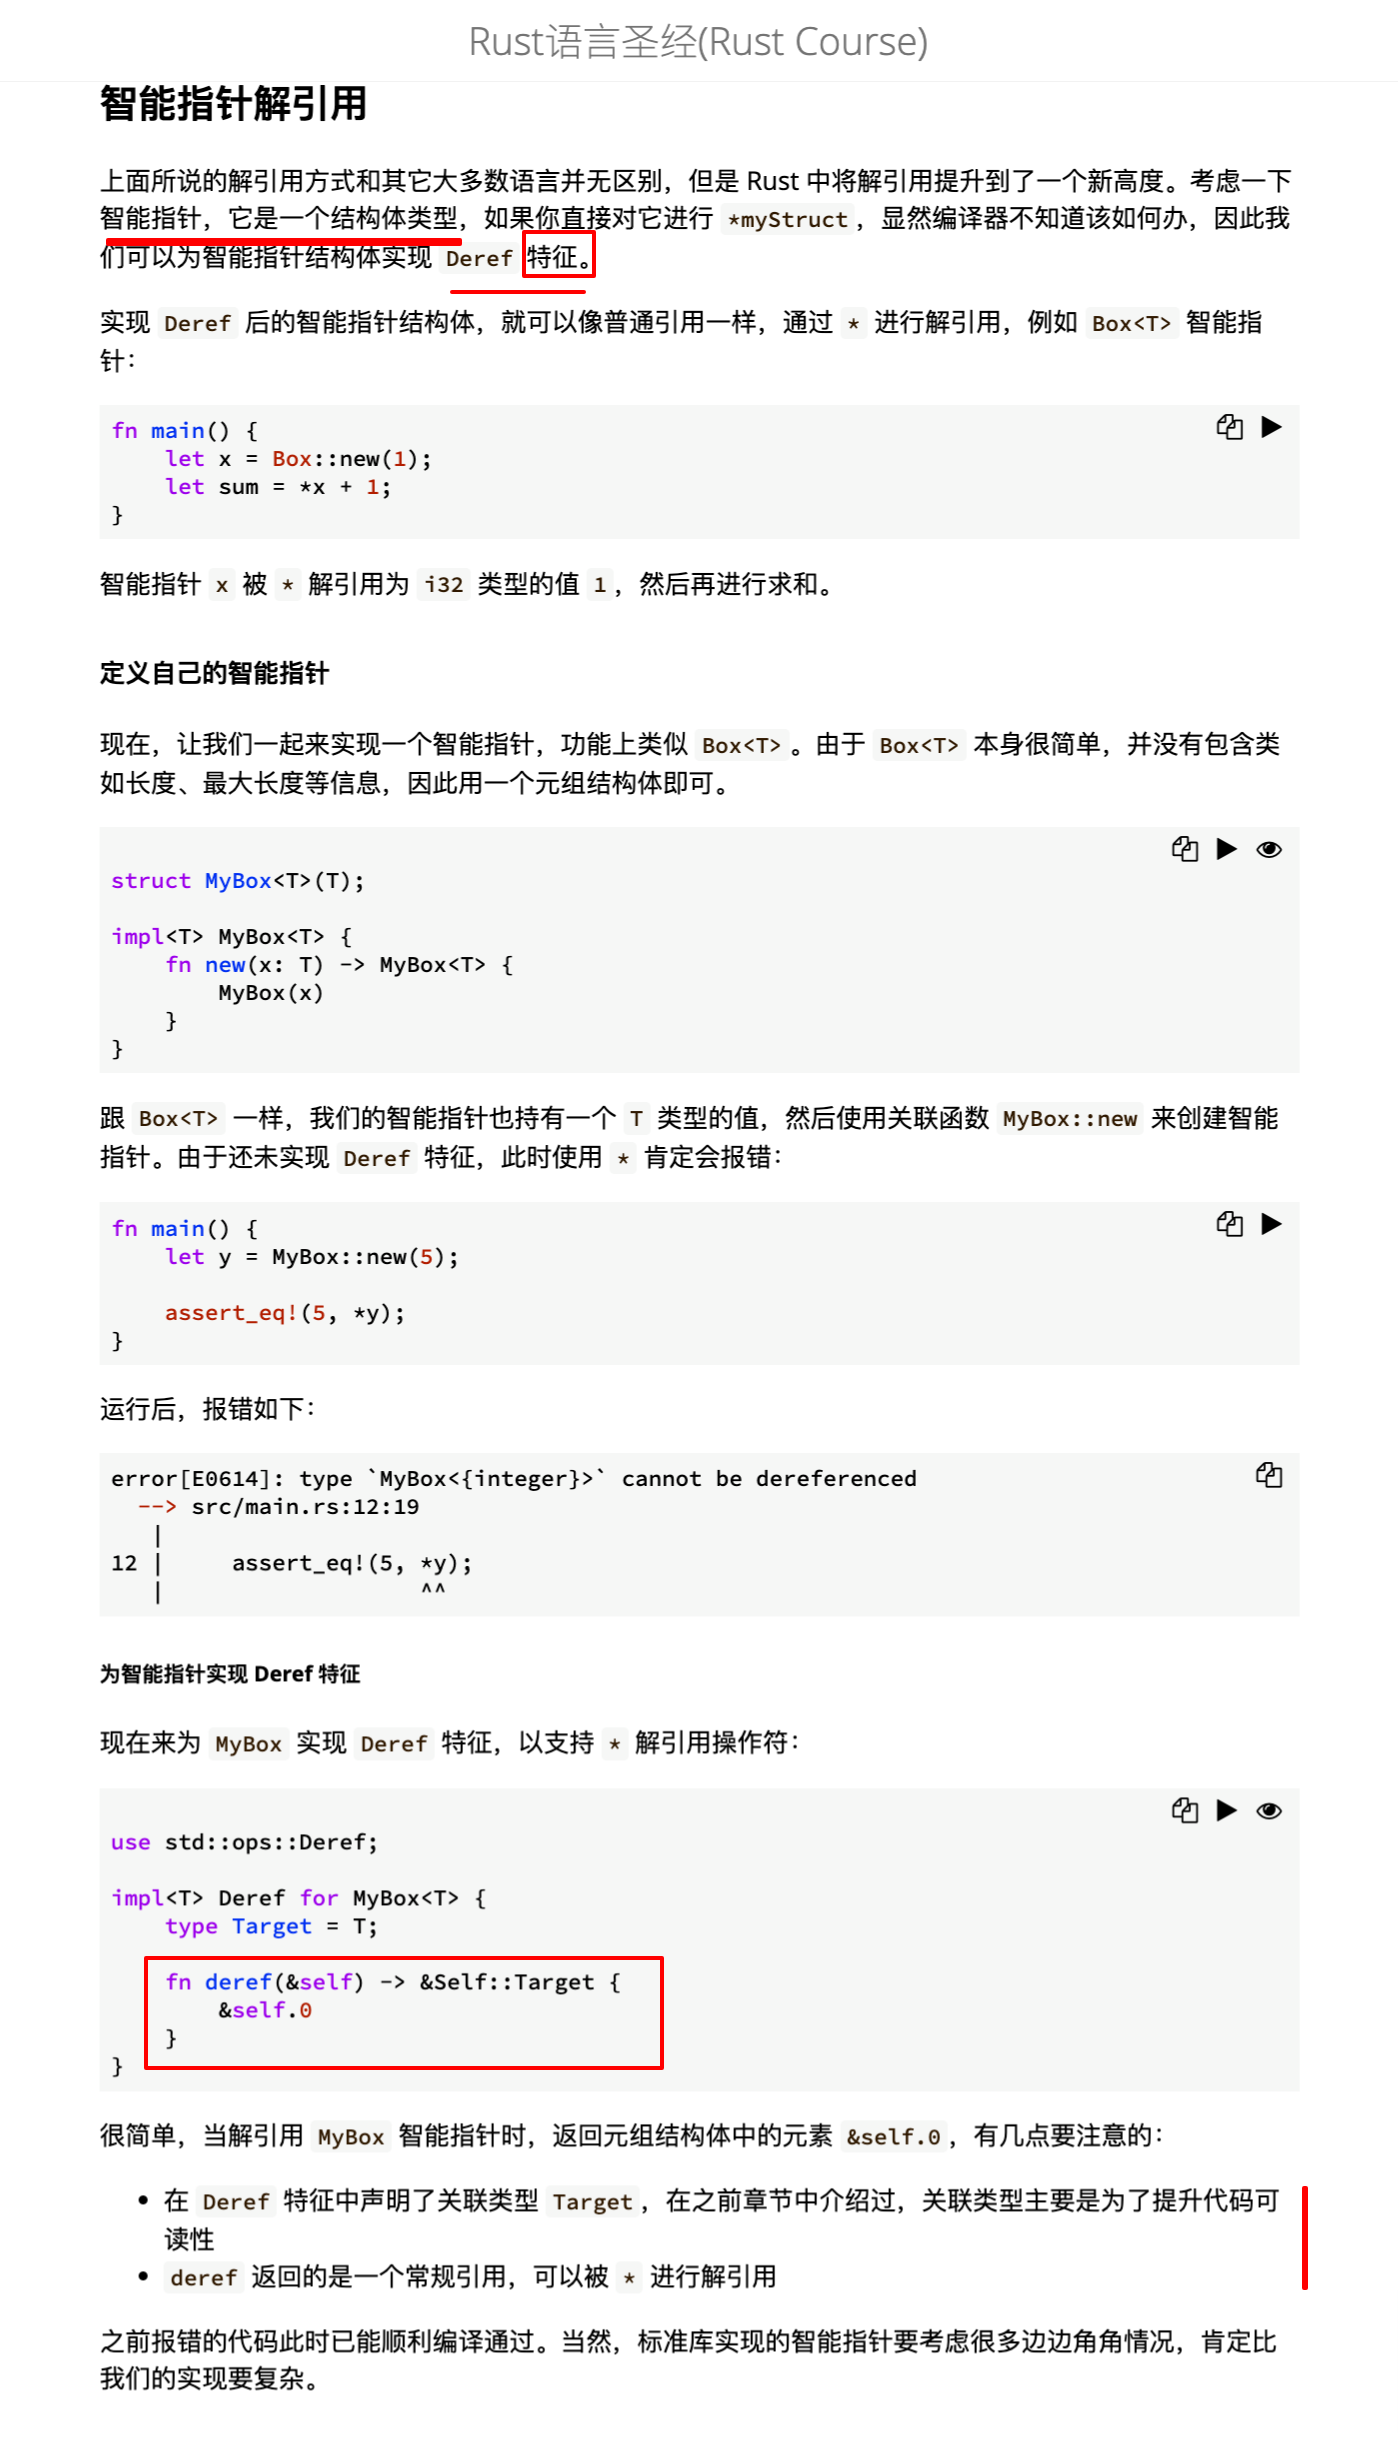 Rust语言圣经(Rust Course)
智能指针解引用
上面所说的解引用方式和其它大多数语言并无区别，但是 Rust 中将解引用提升到了一个新高度。考虑一下
智能指针，它是一个结构体类型，如果你直接对它进行 *myStruct ，显然编译器不知道该如何办，因此我
们可以为智能指针结构体实现 Deref 特征。
实现 Deref 后的智能指针结构体，就可以像普通引用一样，通过 * 进行解引用，例如 Box<T> 智能指
针：
fn main() {
    let x = Box::new(1);
    let sum = *x + 1;
}
智能指针 x 被 * 解引用为 i32 类型的值 1 ，然后再进行求和。
定义自己的智能指针
现在，让我们一起来实现一个智能指针，功能上类似 Box<T> 。由于 Box<T> 本身很简单，并没有包含类
如长度、最大长度等信息，因此用一个元组结构体即可。
struct MyBox<T>(T);
impl<T> MyBox<T> {
    fn new(x: T) -> MyBox<T> {
        MyBox(x)
    }
}
跟 Box<T> 一样，我们的智能指针也持有一个 T 类型的值，然后使用关联函数 MyBox::new 来创建智能
指针。由于还未实现 Deref 特征，此时使用 * 肯定会报错：
fn main() {
    let y = MyBox::new(5);
    assert_eq!(5, *y);
}
运行后，报错如下：
error[E0614]: type `MyBox<{integer}>` cannot be dereferenced
  --> src/main.rs:12:19
   |
12 |     assert_eq!(5, *y);
   |                   ^^
为智能指针实现 Deref 特征
现在来为 MyBox 实现 Deref 特征，以支持 * 解引用操作符：
use std::ops::Deref;
impl<T> Deref for MyBox<T> {
    type Target = T;
    fn deref(&self) -> &Self::Target {
        &self.0
    }
}
很简单，当解引用 MyBox 智能指针时，返回元组结构体中的元素 &self.0 ，有几点要注意的：
• 在 Deref 特征中声明了关联类型 Target ，在之前章节中介绍过，关联类型主要是为了提升代码可
读性
• deref 返回的是一个常规引用，可以被 * 进行解引用
之前报错的代码此时已能顺利编译通过。当然，标准库实现的智能指针要考虑很多边边角角情况，肯定比
我们的实现要复杂。